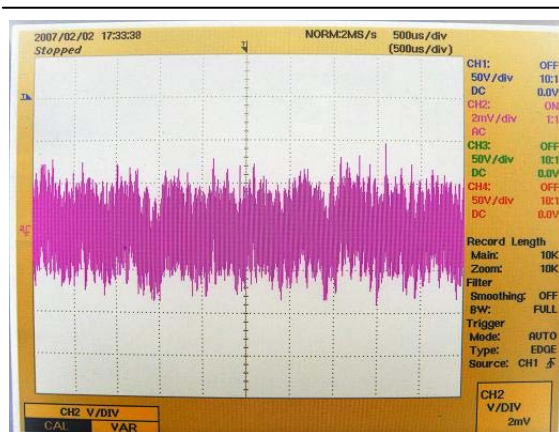 2007/02/02 17:33:38 NORM:2MS/s 500us/div
Stopped (500us/div)
CH1: OFF
50V/div 10:1
DC 0.0V
CH2: ON
2mV/div 1:1
AC
CH3: OFF
50V/div 10:1
DC 0.0V
CH4: OFF
50V/div 10:1
DC 0.0V
Record Length
Main: 10K
Zoom: 10K
Filter
Smoothing: OFF
BW: FULL
Trigger
Mode: AUTO
Type: EDGE
Source: CH1
CH2 V/DIV
CAL VAR
CH2
V/DIV
2mV